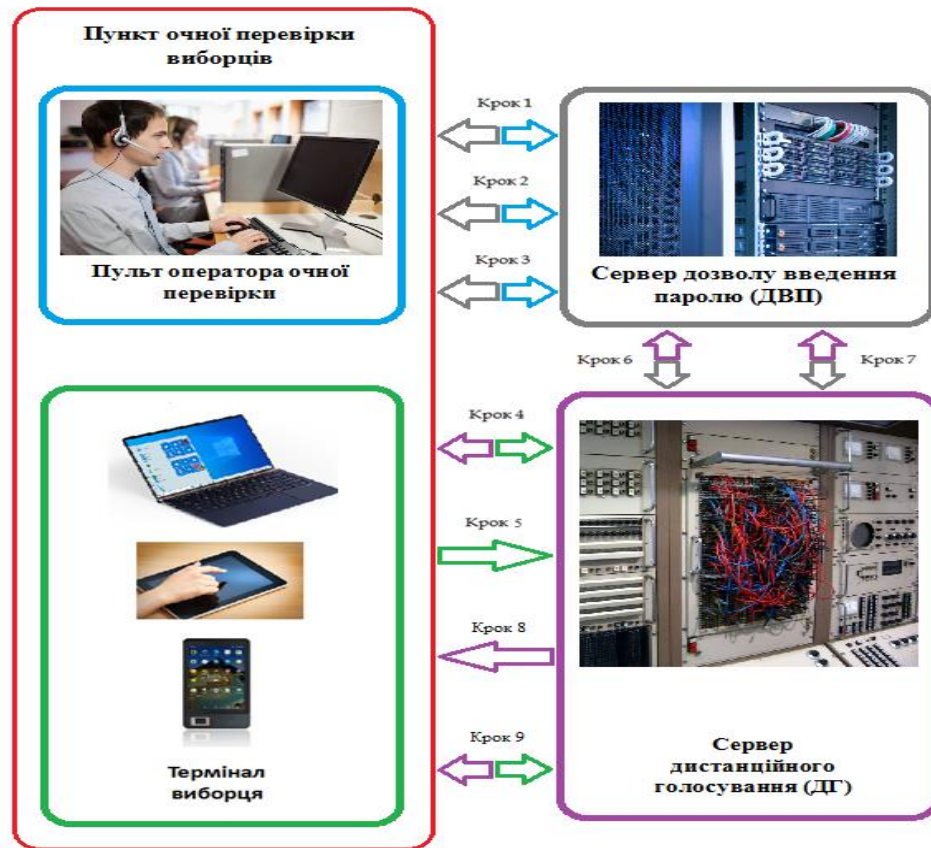 Пункт очної перевірки
виборців
Крок 1
Крок 2
Крок 3
Пульт оператора очної
перевірки
Сервер дозволу введення
паролю (ДВП)
Крок 6
Крок 7
Крок 4
Крок 5
Крок 8
Крок 9
Термінал
виборця
Сервер
дистанційного
голосування (ДГ)